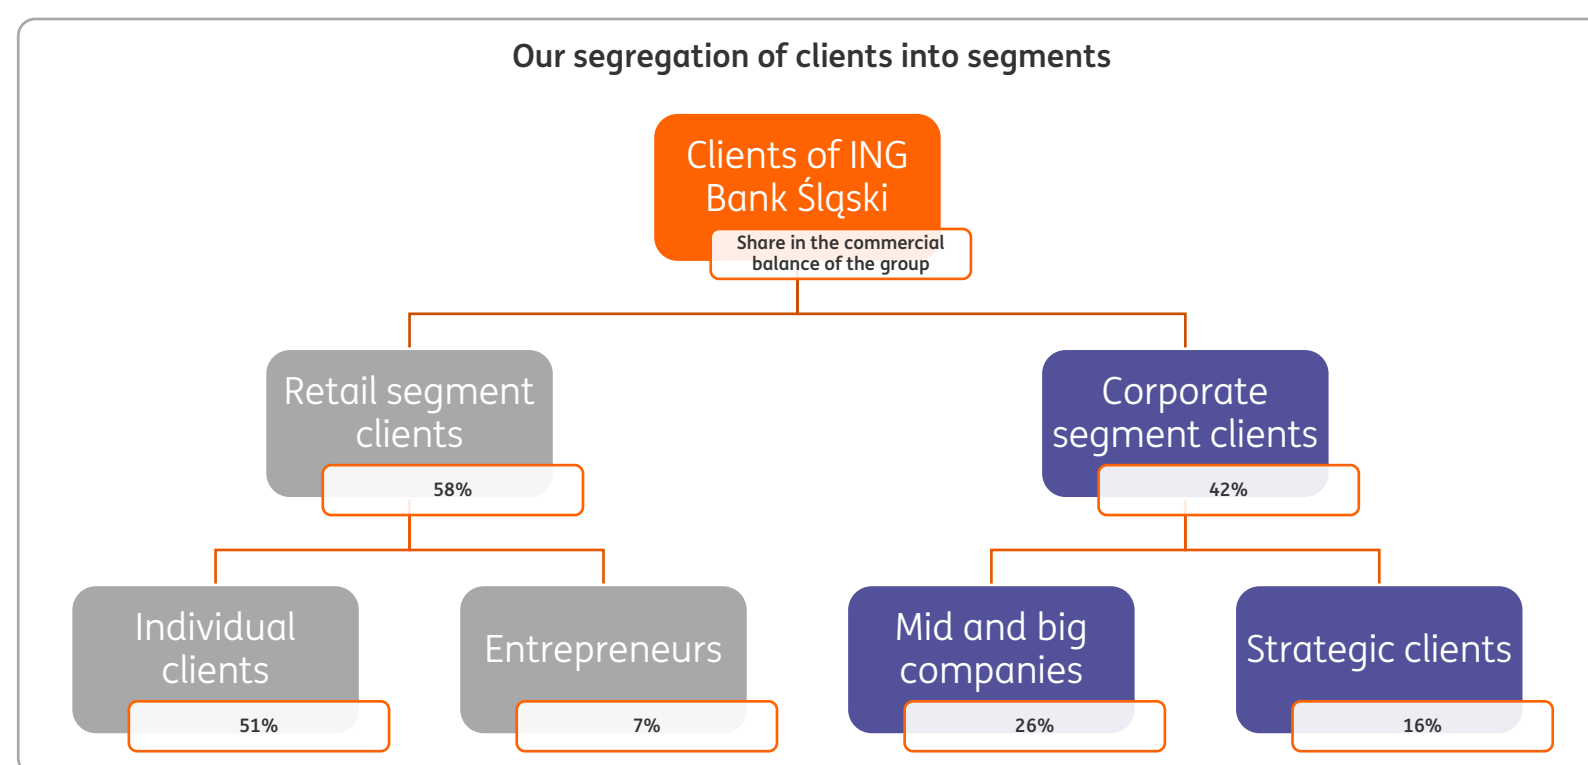 Our segregation of clients into segments
Clients of ING
Bank Śląski
Share in the commercial
balance of the group
Retail segment
clients
58%
Corporate
segment clients
42%
Individual
clients
51%
Entrepreneurs
7%
Mid and big
companies
26%
Strategic clients
16%